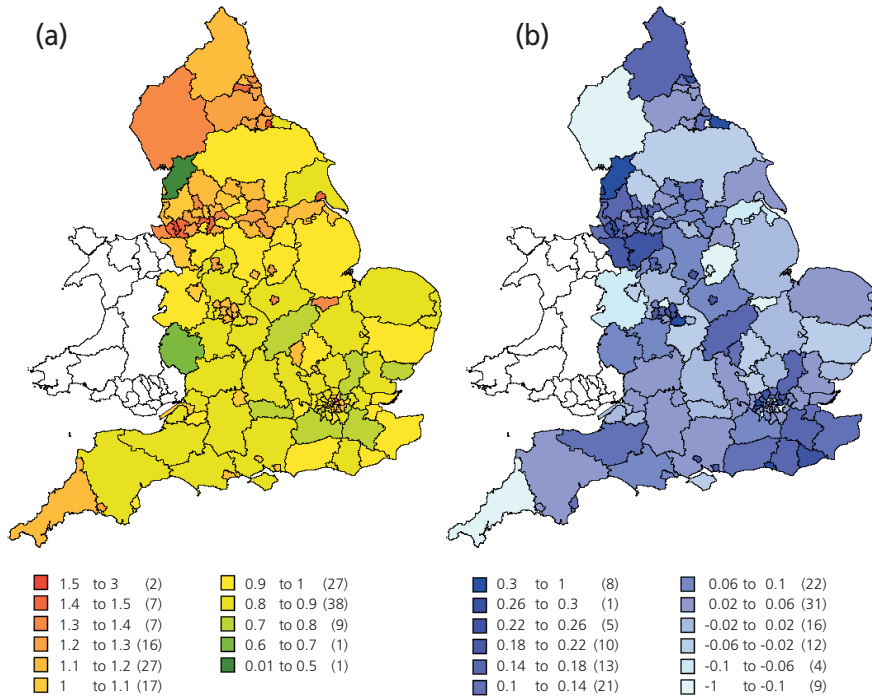 (a) (b)
1.5 to 3 (2) 0.9 to 1 (27) 0.3 to 1 (8) 0.06 to 0.1 (22)
1.4 to 1.5 (7) 0.8 to 0.9 (38) 0.26 to 0.3 (1) 0.02 to 0.06 (31)
1.3 to 1.4 (7) 0.7 to 0.8 (9) 0.22 to 0.26 (5) -0.02 to 0.02 (16)
1.2 to 1.3 (16) 0.6 to 0.7 (1) 0.18 to 0.22 (10) -0.06 to -0.02 (12)
1.1 to 1.2 (27) 0.01 to 0.5 (1) 0.14 to 0.18 (13) -0.1 to -0.06 (4)
1 to 1.1 (17) 0.1 to 0.14 (21) -1 to -0.1 (9)